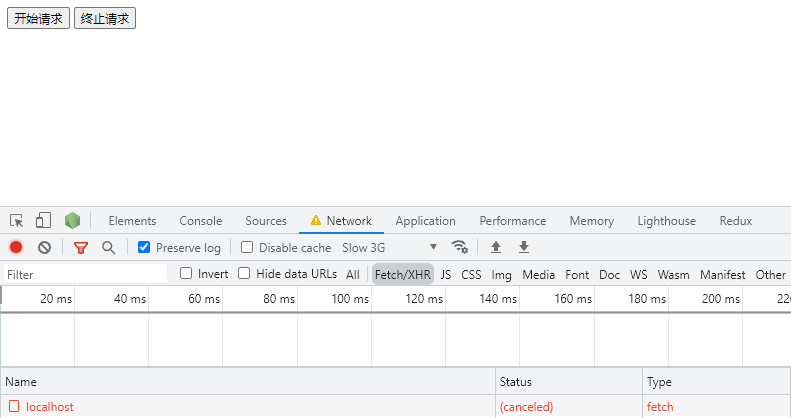 开始请求 终止请求
Elements Console Sources Network Application Performance Memory Lighthouse Redux
Preserve log Disable cache Slow 3G
Filter Invert Hide data URLs All Fetch/XHR JS CSS Img Media Font Doc WS Wasm Manifest Other
20 ms 40 ms 60 ms 80 ms 100 ms 120 ms 140 ms 160 ms 180 ms 200 ms 220
Name Status Type
localhost (canceled) fetch